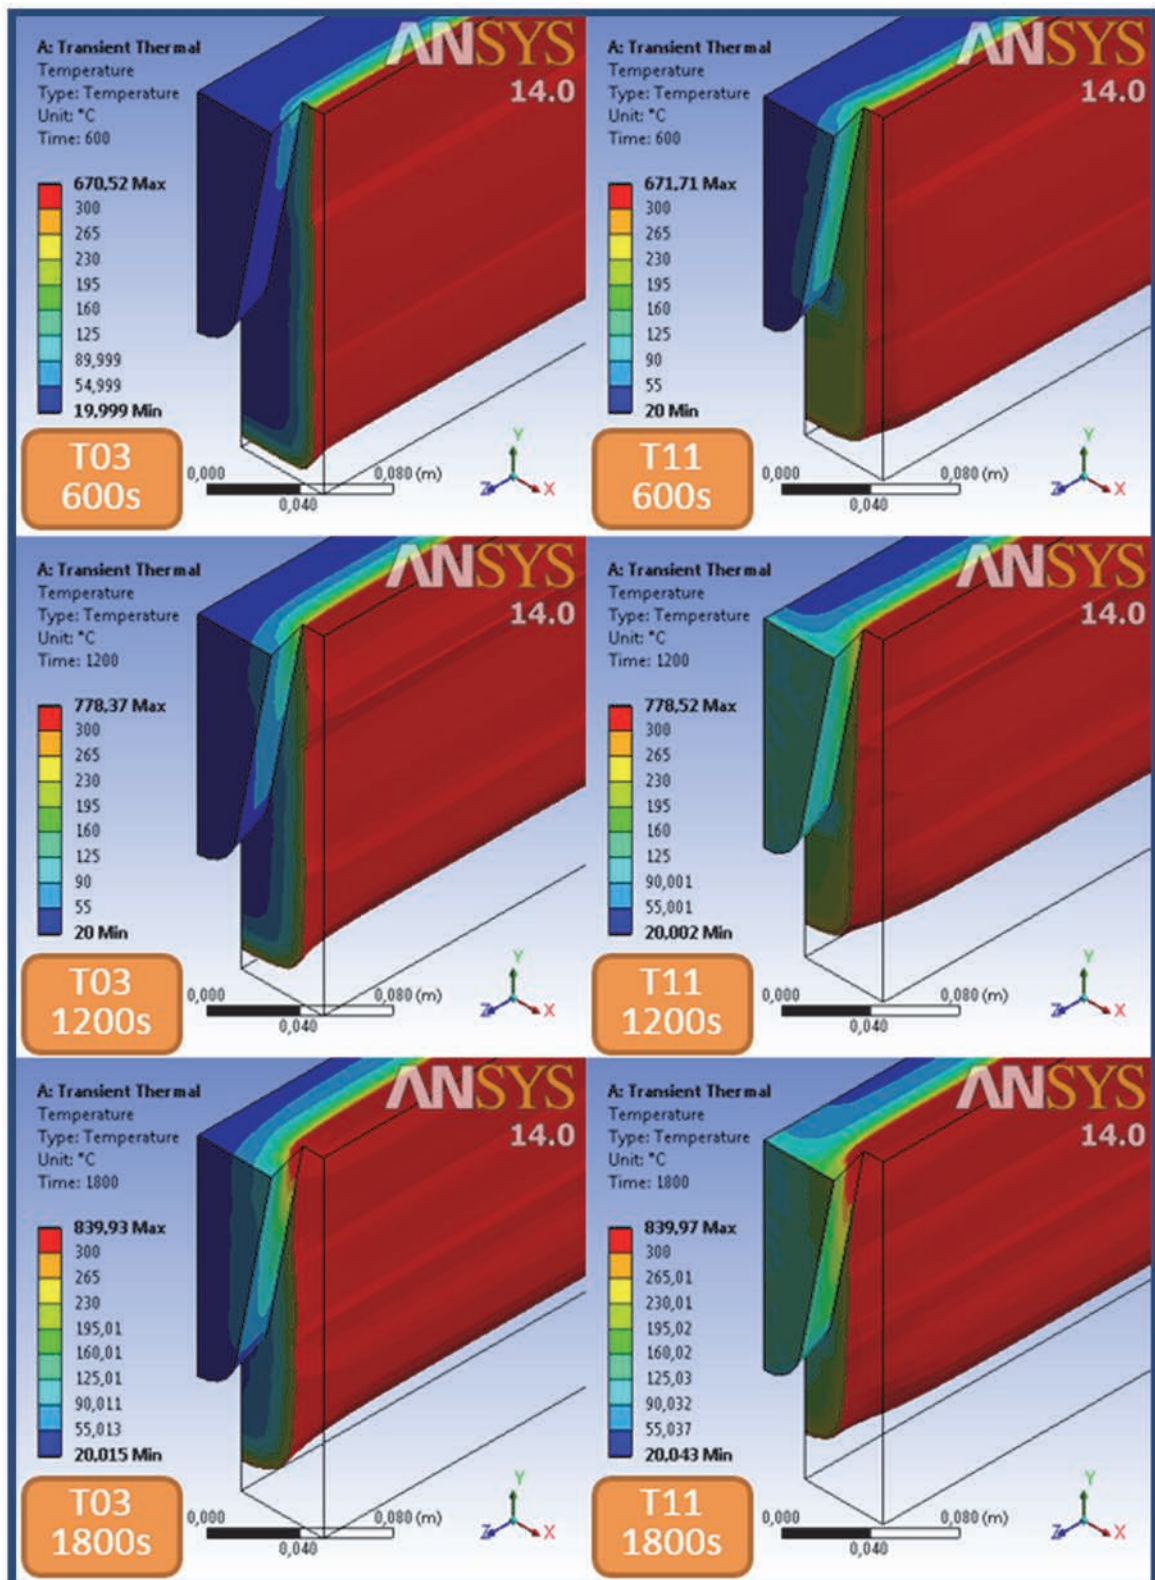 A: Transient Thermal
Temperature
Type: Temperature
Unit: °C
Time: 600
ANSYS
14.0
670,52 Max
300
265
230
195
160
125
89,999
54,999
19,999 Min
T03
600s
0,000
0,080 (m)
0,040
Y
Z
X
A: Transient Thermal
Temperature
Type: Temperature
Unit: °C
Time: 600
ANSYS
14.0
671,71 Max
300
265
230
195
160
125
90
55
20 Min
T11
600s
0,000
0,080 (m)
0,040
Y
Z
X
A: Transient Thermal
Temperature
Type: Temperature
Unit: °C
Time: 1200
ANSYS
14.0
778,37 Max
300
265
230
195
160
125
90
55
20 Min
T03
1200s
0,000
0,080 (m)
0,040
Y
Z
X
A: Transient Thermal
Temperature
Type: Temperature
Unit: °C
Time: 1200
ANSYS
14.0
778,52 Max
300
265
230
195
160
125
90,001
55,001
20,002 Min
T11
1200s
0,000
0,080 (m)
0,040
Y
Z
X
A: Transient Thermal
Temperature
Type: Temperature
Unit: °C
Time: 1800
ANSYS
14.0
839,93 Max
300
265
230
195,01
160,01
125,01
90,011
55,013
20,015 Min
T03
1800s
0,000
0,080 (m)
0,040
Y
Z
X
A: Transient Thermal
Temperature
Type: Temperature
Unit: °C
Time: 1800
ANSYS
14.0
839,97 Max
300
265,01
230,01
195,02
160,02
125,03
90,032
55,037
20,043 Min
T11
1800s
0,000
0,080 (m)
0,040
Y
Z
X